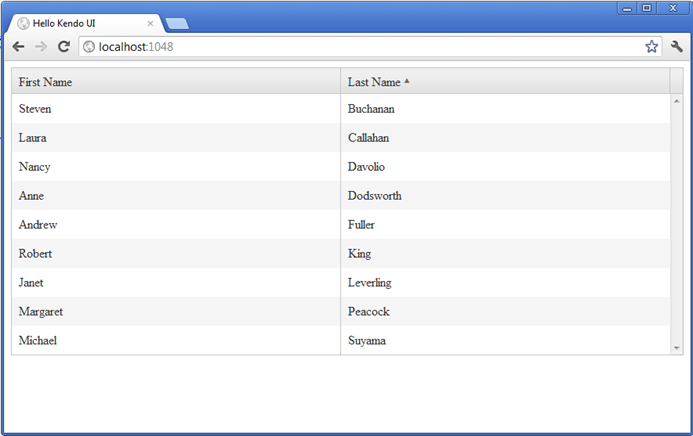 Hello Kendo UI
localhost:1048
First Name Last Name
Steven Buchanan
Laura Callahan
Nancy Davolio
Anne Dodsworth
Andrew Fuller
Robert King
Janet Leverling
Margaret Peacock
Michael Suyama